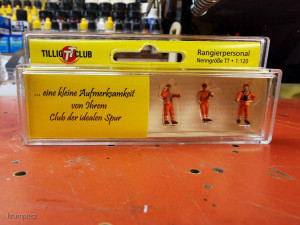 TILLIG TT CLUB
Rangierpersonal
Nenngröße TT • 1:120
... eine kleine Aufmerksamkeit
von Ihrem
Club der idealen Spur